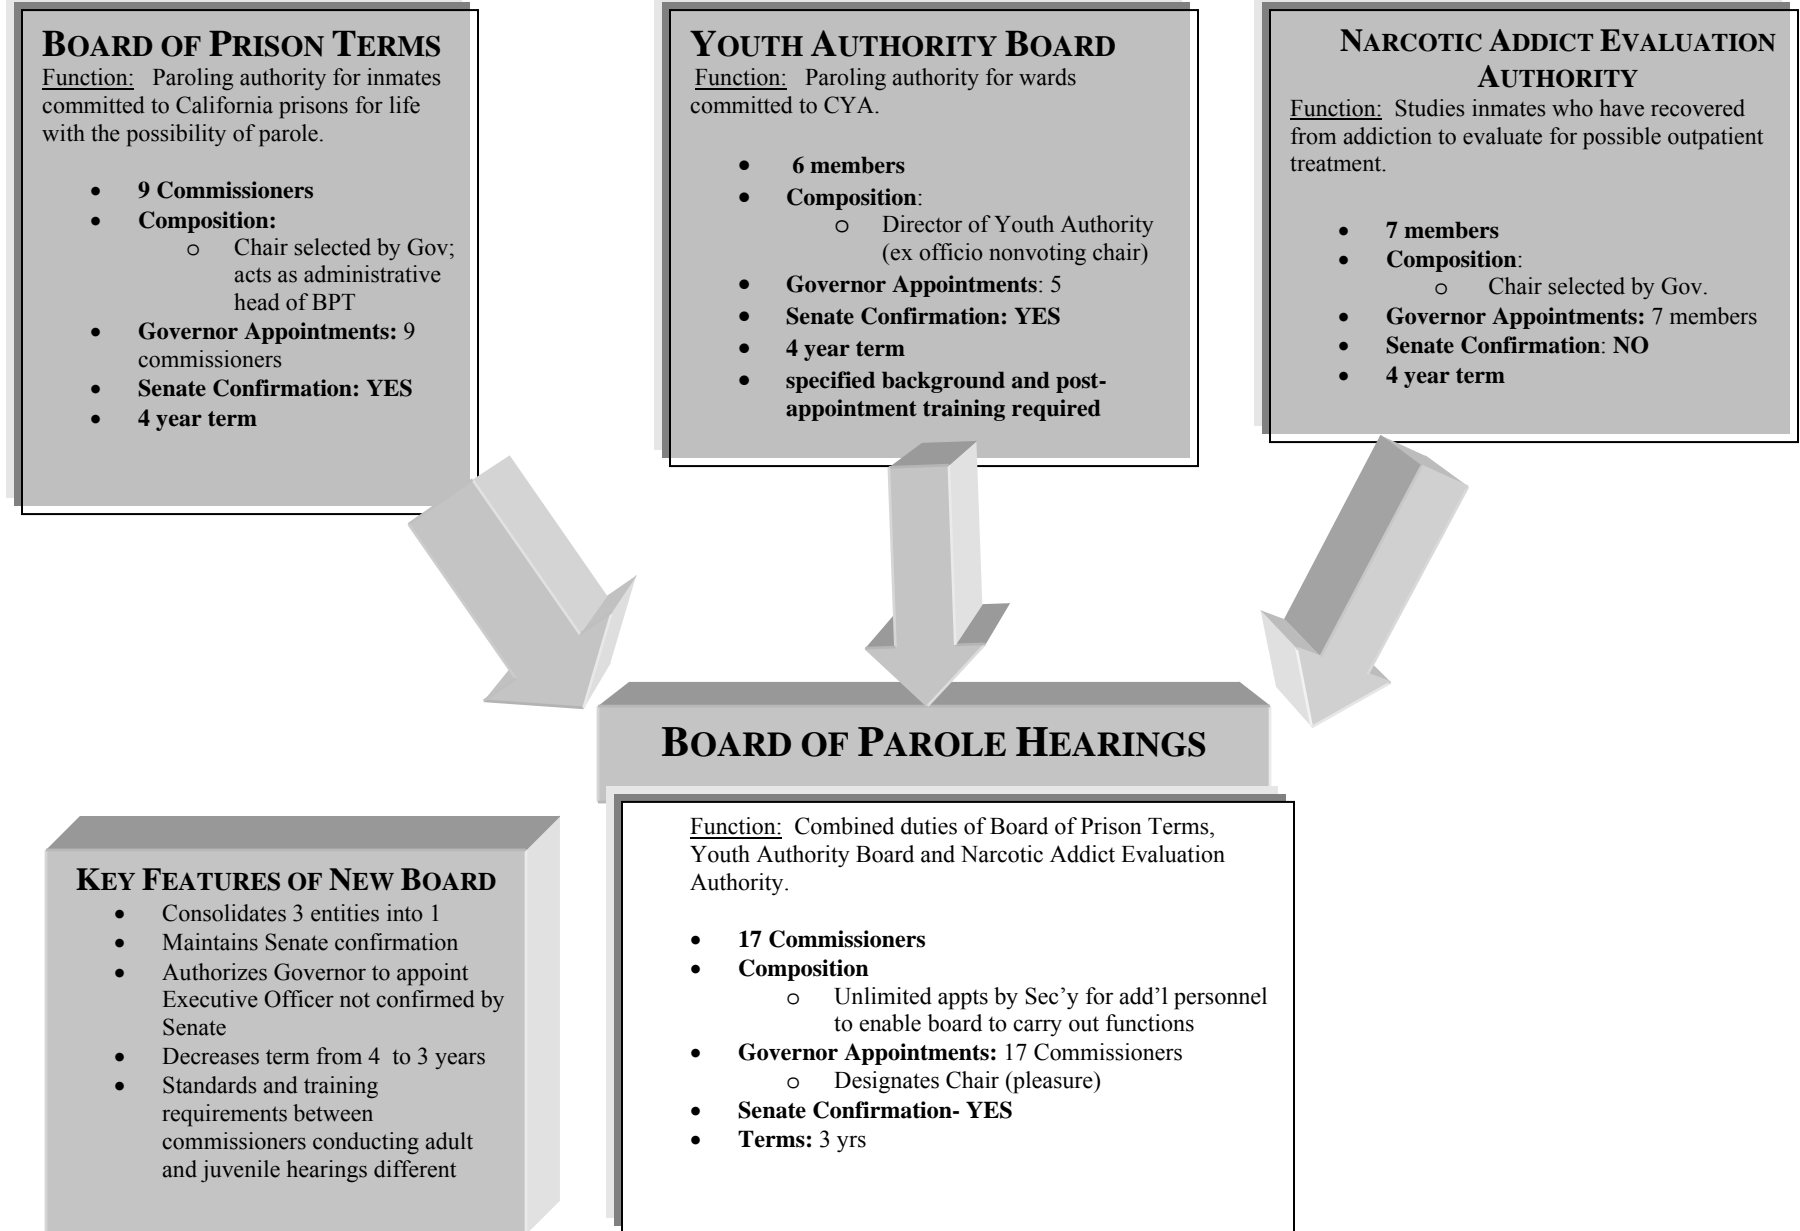 BOARD OF PRISON TERMS
Function: Paroling authority for inmates
committed to California prisons for life
with the possibility of parole.
• 9 Commissioners
• Composition:
o Chair selected by Gov;
acts as administrative
head of BPT
• Governor Appointments: 9
commissioners
• Senate Confirmation: YES
• 4 year term
YOUTH AUTHORITY BOARD
Function: Paroling authority for wards
committed to CYA.
• 6 members
• Composition:
o Director of Youth Authority
(ex officio nonvoting chair)
• Governor Appointments: 5
• Senate Confirmation: YES
• 4 year term
• specified background and post-
appointment training required
NARCOTIC ADDICT EVALUATION
AUTHORITY
Function: Studies inmates who have recovered
from addiction to evaluate for possible outpatient
treatment.
• 7 members
• Composition:
o Chair selected by Gov.
• Governor Appointments: 7 members
• Senate Confirmation: NO
• 4 year term
BOARD OF PAROLE HEARINGS
Function: Combined duties of Board of Prison Terms,
Youth Authority Board and Narcotic Addict Evaluation
Authority.
• 17 Commissioners
• Composition
o Unlimited appts by Sec’y for add’l personnel
to enable board to carry out functions
• Governor Appointments: 17 Commissioners
o Designates Chair (pleasure)
• Senate Confirmation- YES
• Terms: 3 yrs
KEY FEATURES OF NEW BOARD
• Consolidates 3 entities into 1
• Maintains Senate confirmation
• Authorizes Governor to appoint
Executive Officer not confirmed by
Senate
• Decreases term from 4 to 3 years
• Standards and training
requirements between
commissioners conducting adult
and juvenile hearings different